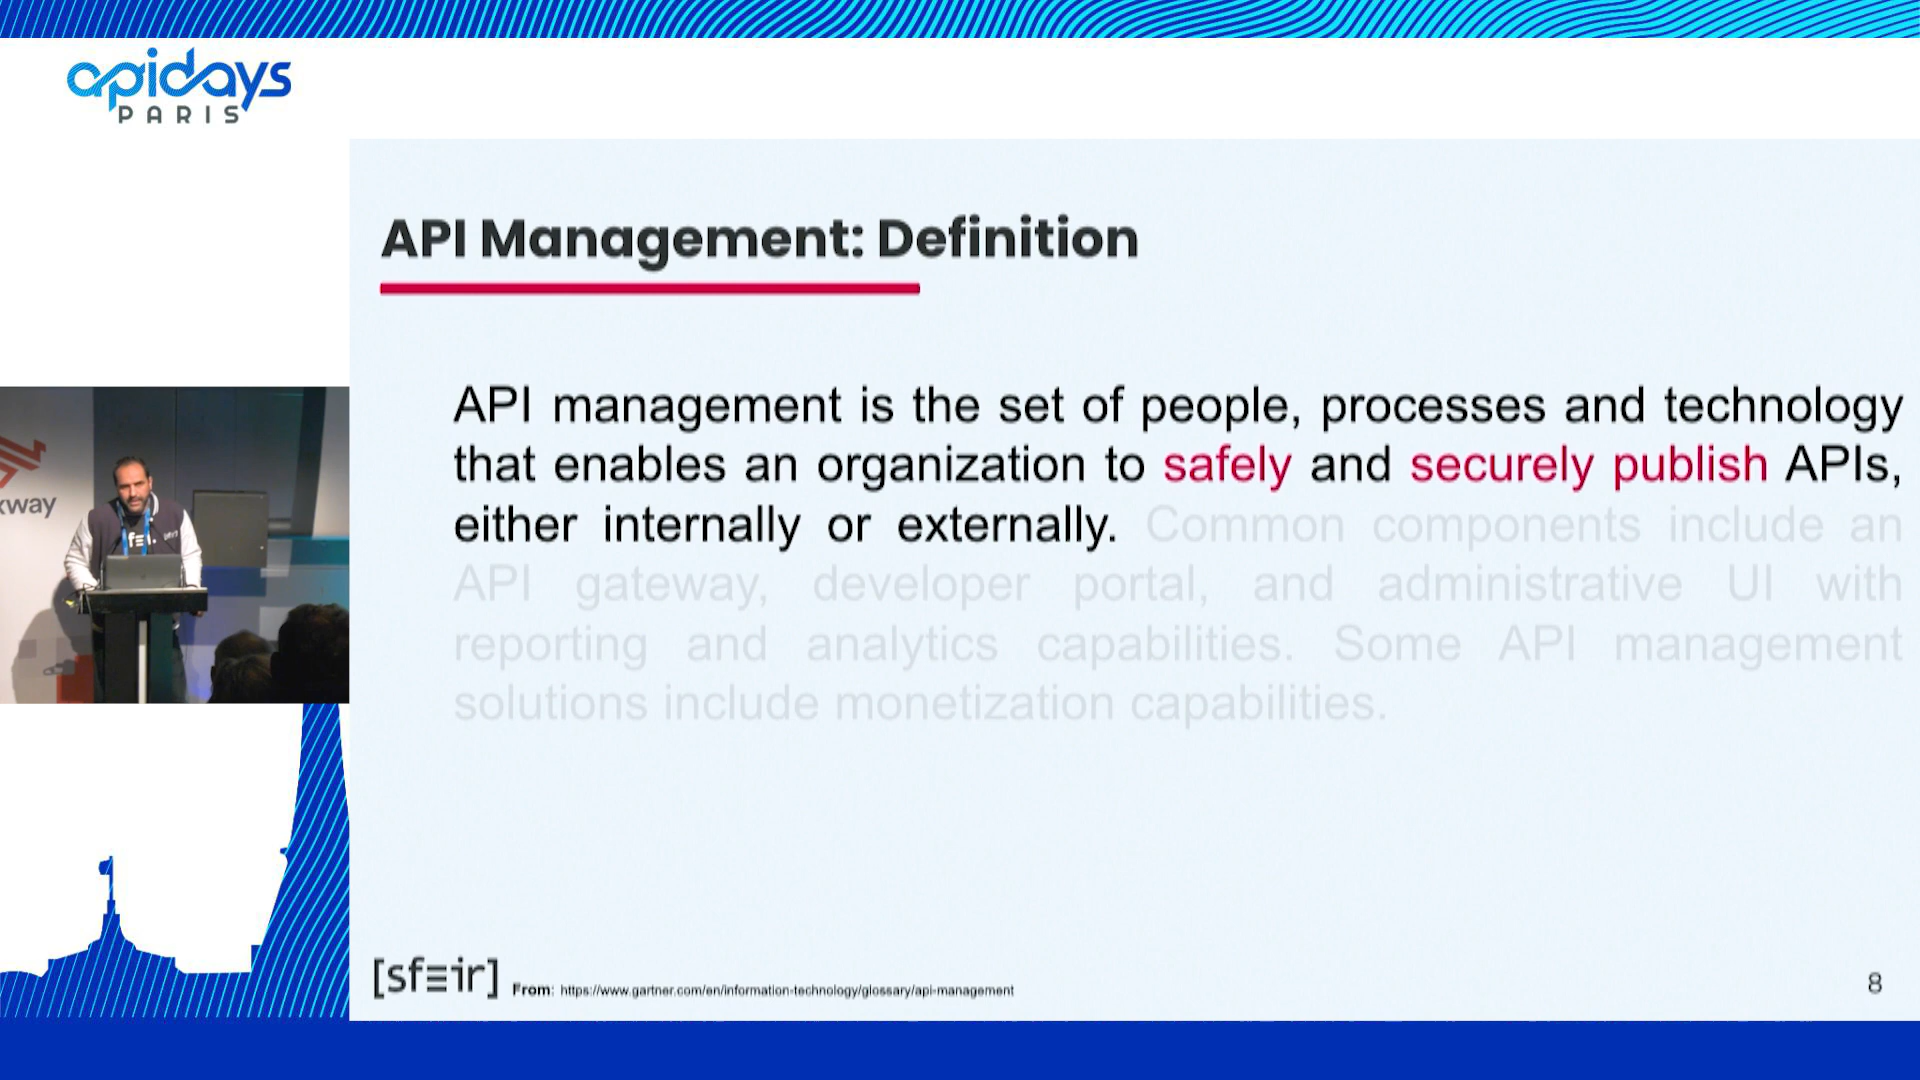 apidays
PARIS
API Management: Definition
API management is the set of people, processes and technology
that enables an organization to safely and securely publish APIs,
either internally or externally. Common components include an
API gateway, developer portal, and administrative UI with
reporting and analytics capabilities. Some API management
solutions include monetization capabilities.
xway
[sfeir] From: https://www.gartner.com/en/information-technology/glossary/api-management
8